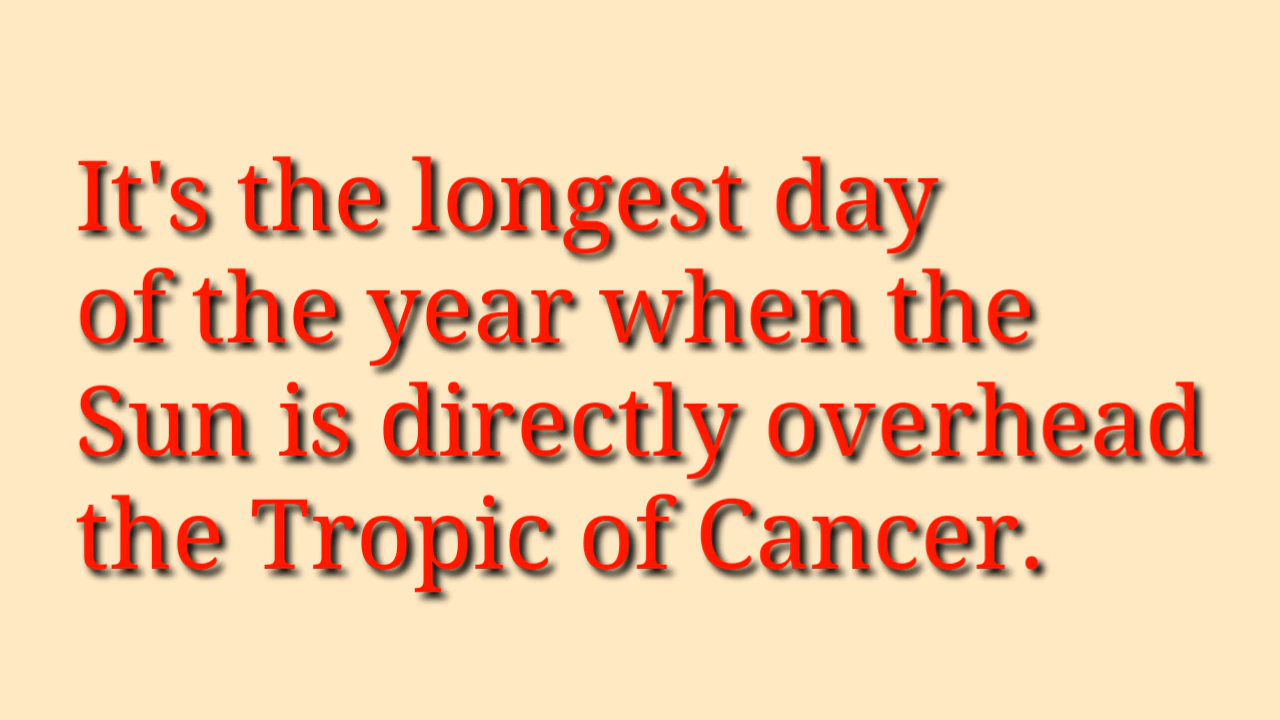 It's the longest day
of the year when the
Sun is directly overhead
the Tropic of Cancer.